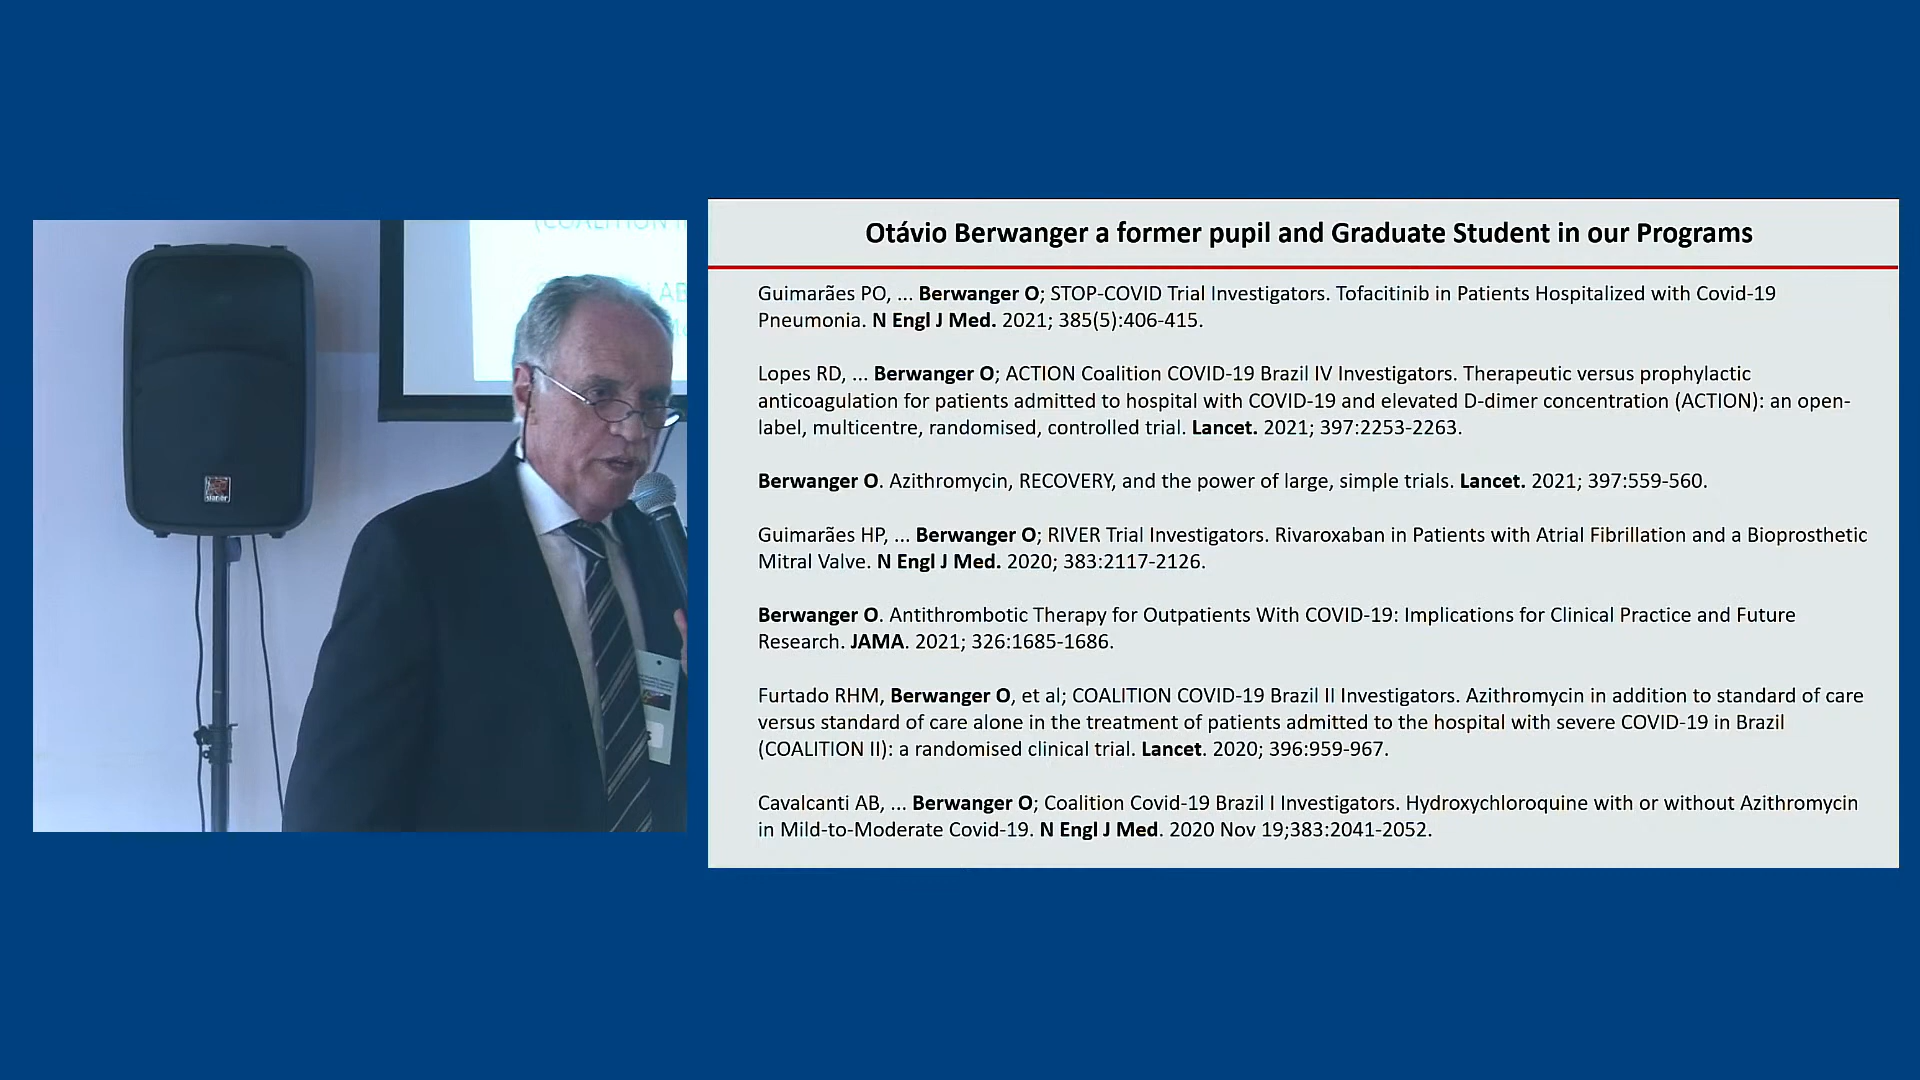 Otávio Berwanger a former pupil and Graduate Student in our Programs
Guimarães PO, ... Berwanger O; STOP-COVID Trial Investigators. Tofacitinib in Patients Hospitalized with Covid-19
Pneumonia. N Engl J Med. 2021; 385(5):406-415.
Lopes RD, ... Berwanger O; ACTION Coalition COVID-19 Brazil IV Investigators. Therapeutic versus prophylactic
anticoagulation for patients admitted to hospital with COVID-19 and elevated D-dimer concentration (ACTION): an open-
label, multicentre, randomised, controlled trial. Lancet. 2021; 397:2253-2263.
Berwanger O. Azithromycin, RECOVERY, and the power of large, simple trials. Lancet. 2021; 397:559-560.
Guimarães HP, ... Berwanger O; RIVER Trial Investigators. Rivaroxaban in Patients with Atrial Fibrillation and a Bioprosthetic
Mitral Valve. N Engl J Med. 2020; 383:2117-2126.
Berwanger O. Antithrombotic Therapy for Outpatients With COVID-19: Implications for Clinical Practice and Future
Research. JAMA. 2021; 326:1685-1686.
Furtado RHM, Berwanger O, et al; COALITION COVID-19 Brazil II Investigators. Azithromycin in addition to standard of care
versus standard of care alone in the treatment of patients admitted to the hospital with severe COVID-19 in Brazil
(COALITION II): a randomised clinical trial. Lancet. 2020; 396:959-967.
Cavalcanti AB, ... Berwanger O; Coalition Covid-19 Brazil I Investigators. Hydroxychloroquine with or without Azithromycin
in Mild-to-Moderate Covid-19. N Engl J Med. 2020 Nov 19;383:2041-2052.